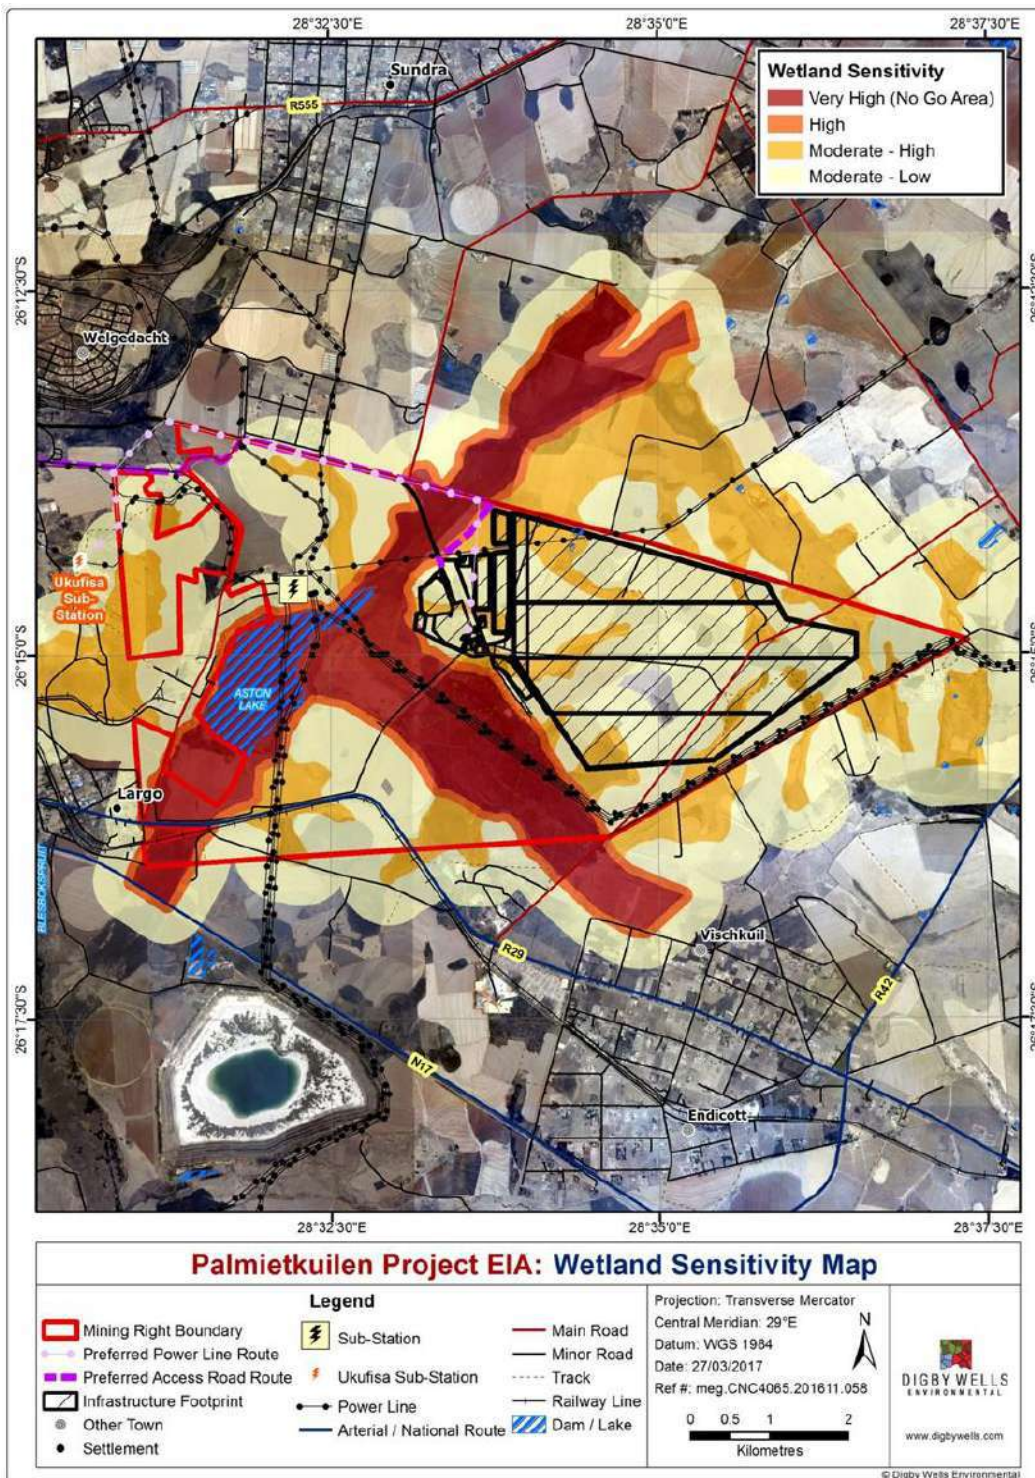 28°32'30"E
28°35'0"E
28°37'30"E
Wetland Sensitivity
Very High (No Go Area)
High
Moderate - High
Moderate - Low
Sundra
R555
26°12'30"S
Welgedacht
Ukufisa
Sub-
Station
26°15'0"S
26°15'0"S
ASTON
LAKE
Largo
Vischkuil
R29
R42
26°17'30"S
N17
Endicott
28°32'30"E
28°35'0"E
28°37'30"E
Palmietkuilen Project EIA: Wetland Sensitivity Map
Legend
Mining Right Boundary
Preferred Power Line Route
Preferred Access Road Route
Infrastructure Footprint
Other Town
Settlement
Sub-Station
Ukufisa Sub-Station
Power Line
Arterial / National Route
Main Road
Minor Road
Track
Railway Line
Dam / Lake
Projection: Transverse Mercator
Central Meridian: 29°E
Datum: WGS 1984
Date: 27/03/2017
Ref #: meg.CNC4065.201611.058
N
0 0.5 1 2
Kilometres
DIGBY WELLS
ENVIRONMENTAL
www.digbywells.com
© Digby Wells Environmental